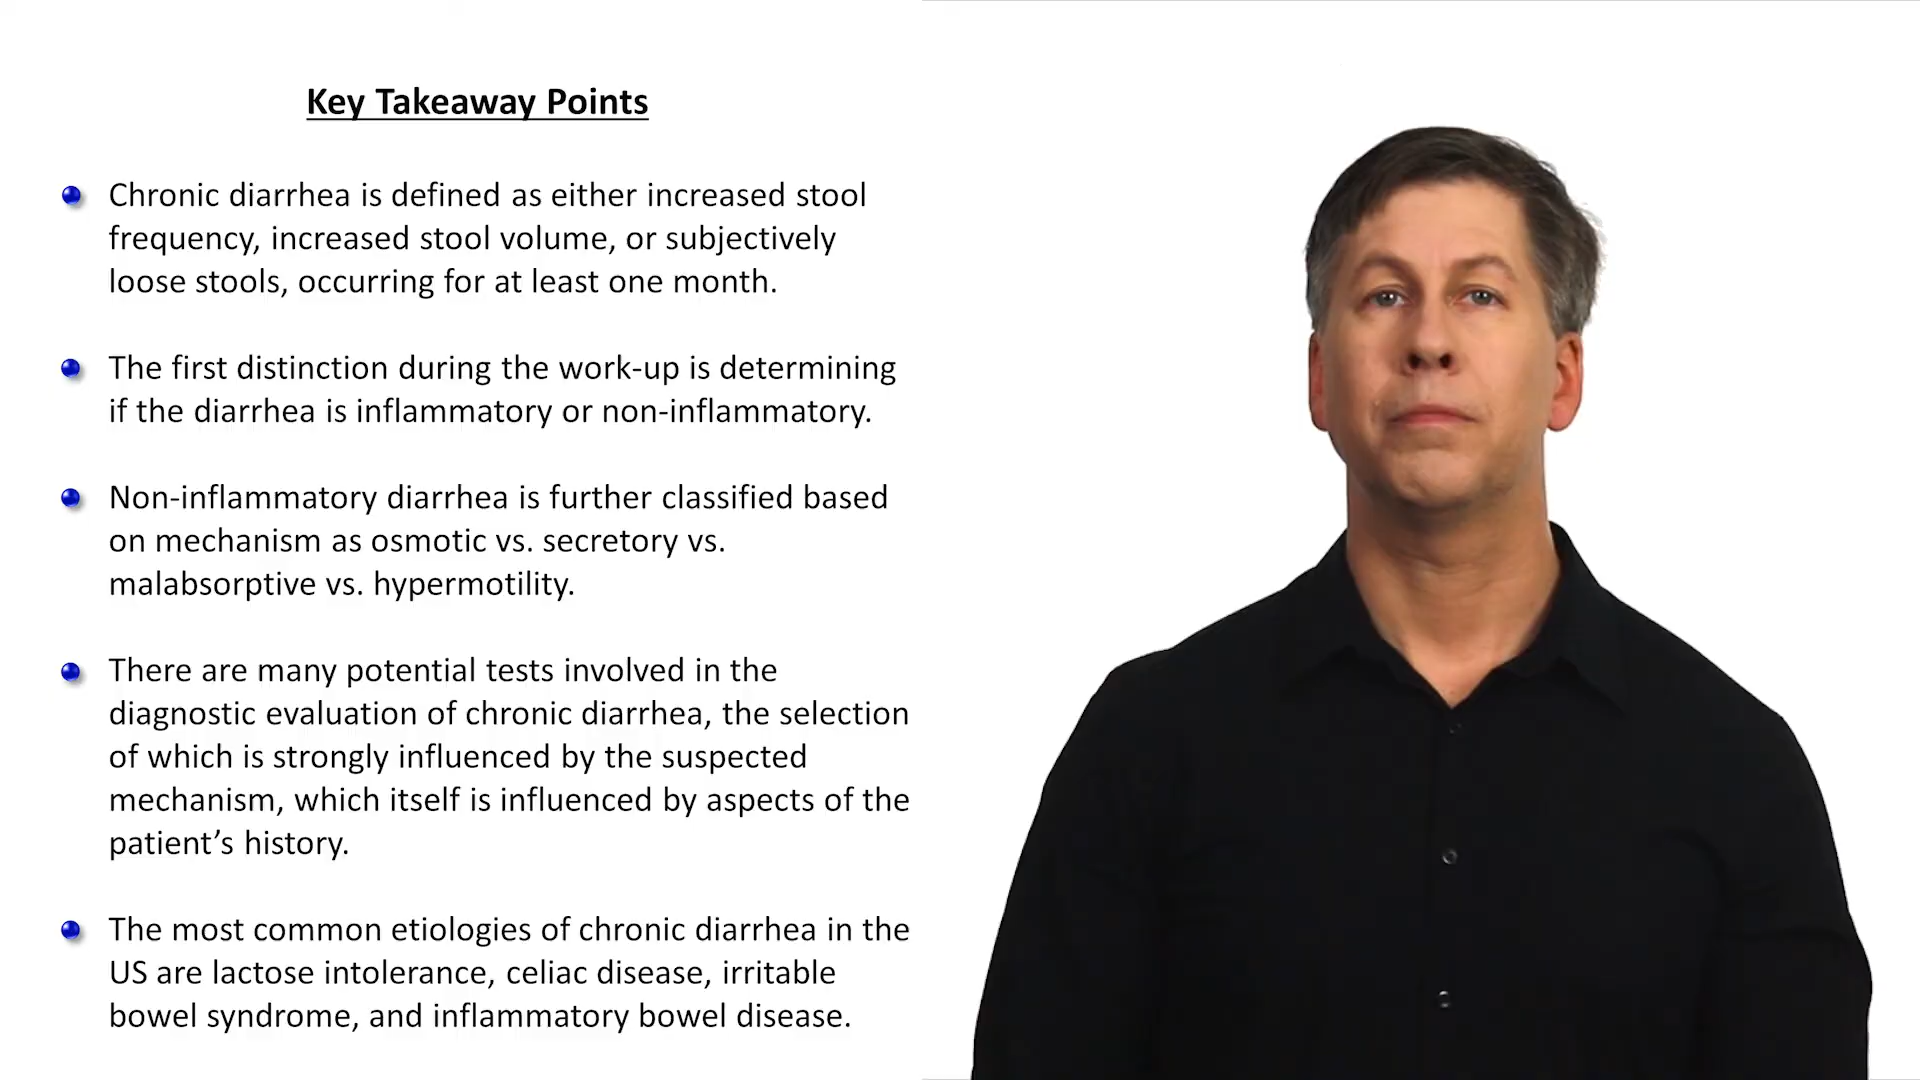 Key Takeaway Points
Chronic diarrhea is defined as either increased stool
frequency, increased stool volume, or subjectively
loose stools, occurring for at least one month.
The first distinction during the work-up is determining
if the diarrhea is inflammatory or non-inflammatory.
Non-inflammatory diarrhea is further classified based
on mechanism as osmotic vs. secretory vs.
malabsorptive vs. hypermotility.
There are many potential tests involved in the
diagnostic evaluation of chronic diarrhea, the selection
of which is strongly influenced by the suspected
mechanism, which itself is influenced by aspects of the
patient’s history.
The most common etiologies of chronic diarrhea in the
US are lactose intolerance, celiac disease, irritable
bowel syndrome, and inflammatory bowel disease.